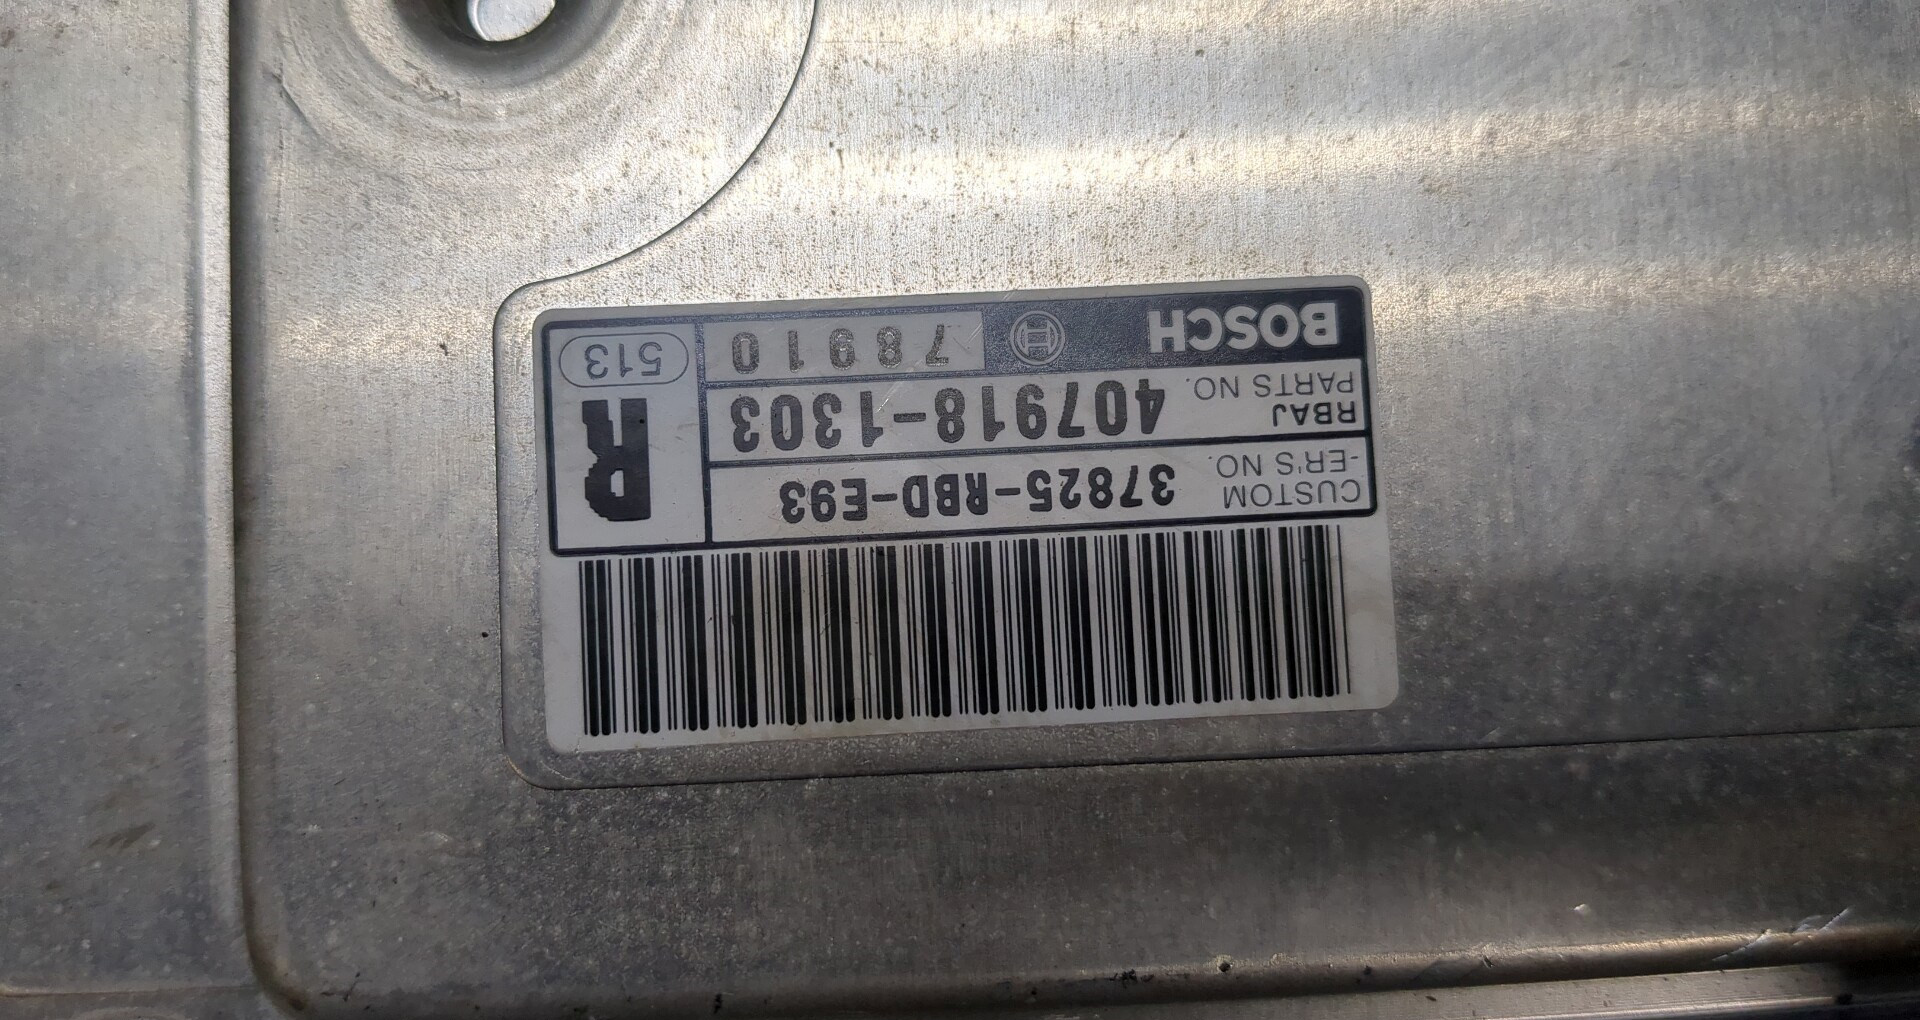 CUSTOM
-ER'S NO. 37825-RBD-E93
RBAJ
PARTS NO. 407918-1303
R
BOSCH 78910
513